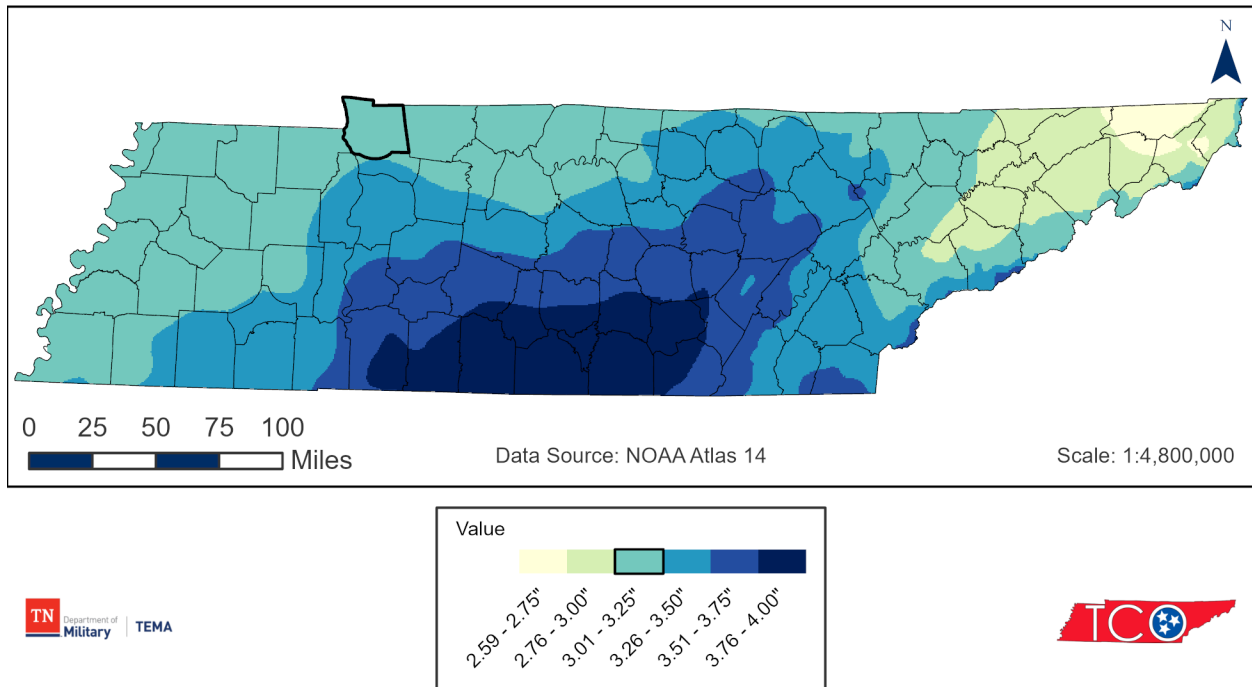 N
0 25 50 75 100
Miles
Data Source: NOAA Atlas 14
Scale: 1:4,800,000
Value
2.59 - 2.75"
2.76 - 3.00"
3.01 - 3.25"
3.26 - 3.50"
3.51 - 3.75"
3.76 - 4.00"
TN
Department of
Military
TEMA
TCO